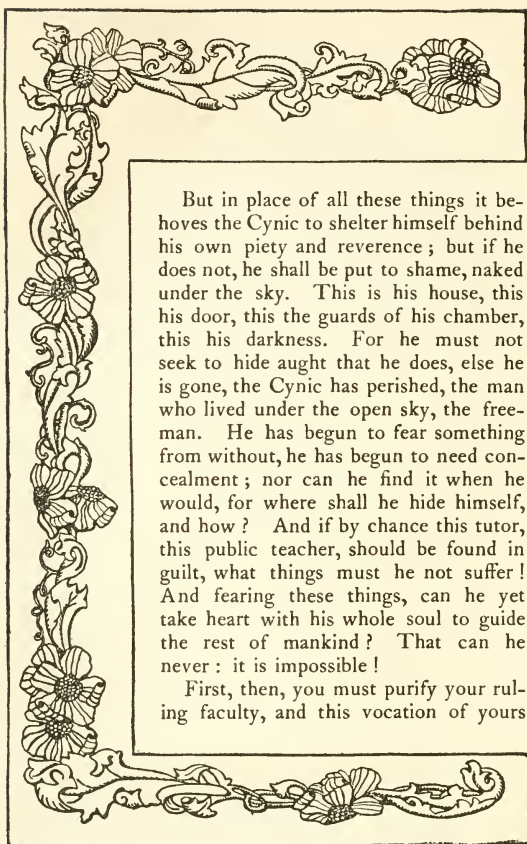 But in place of all these things it be-
hoves the Cynic to shelter himself behind
his own piety and reverence ; but if he
does not, he shall be put to shame, naked
under the sky. This is his house, this
his door, this the guards of his chamber,
this his darkness. For he must not
seek to hide aught that he does, else he
is gone, the Cynic has perished, the man
who lived under the open sky, the free-
man. He has begun to fear something
from without, he has begun to need con-
cealment ; nor can he find it when he
would, for where shall he hide himself,
and how ? And if by chance this tutor,
this public teacher, should be found in
guilt, what things must he not suffer !
And fearing these things, can he yet
take heart with his whole soul to guide
the rest of mankind ? That can he
never : it is impossible !
First, then, you must purify your rul-
ing faculty, and this vocation of yours